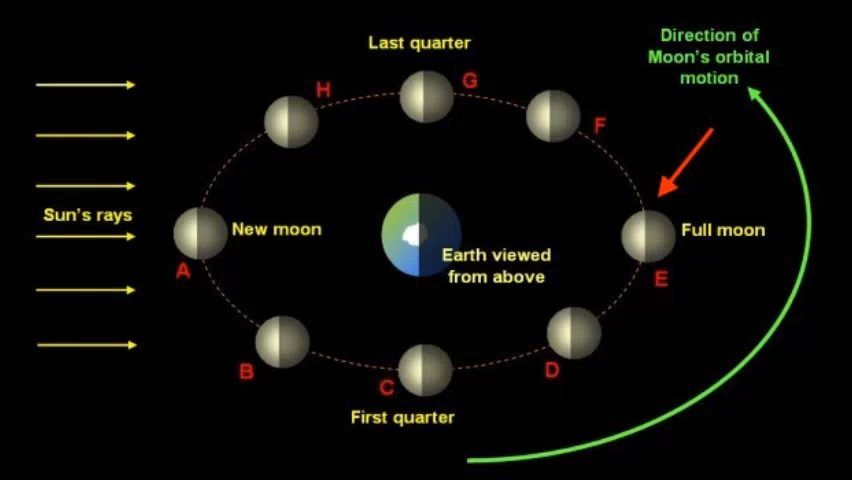 Direction of
Moon's orbital
motion
Last quarter
G
H
F
Sun's rays
New moon
Full moon
Earth viewed
from above
A
E
B
C
D
First quarter